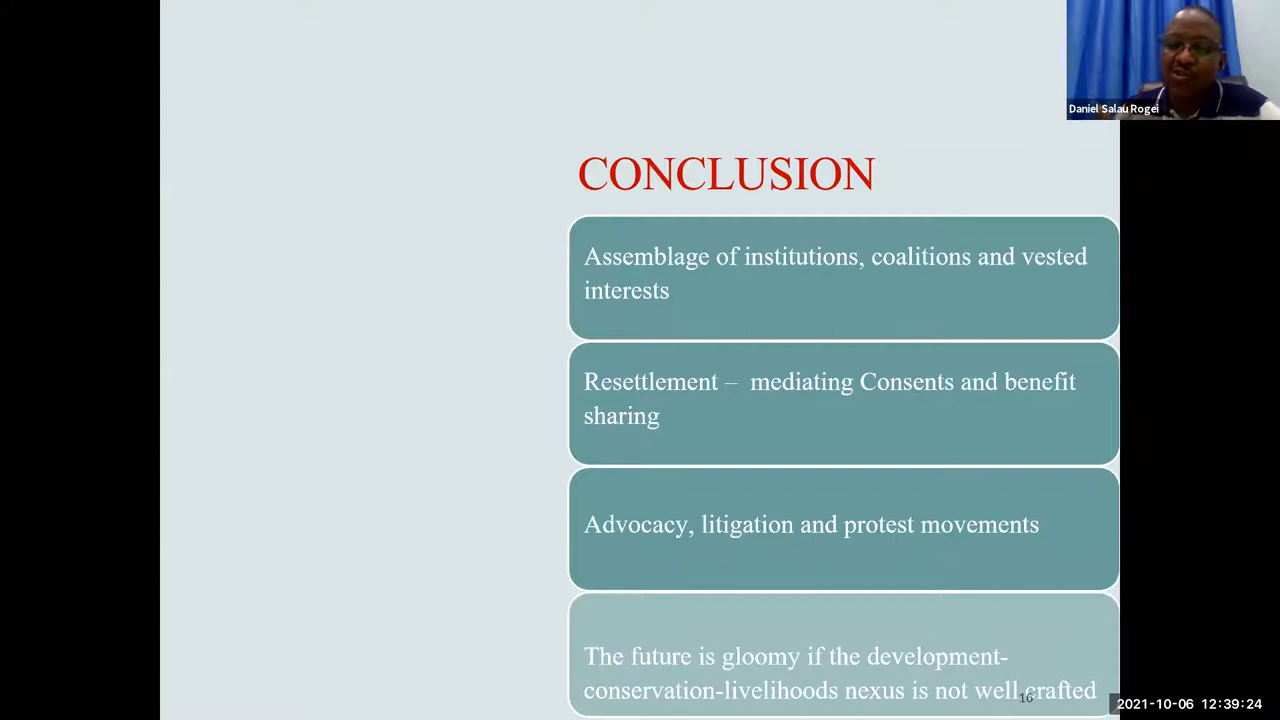 Daniel Salau Rogei
CONCLUSION
Assemblage of institutions, coalitions and vested
interests
Resettlement –  mediating Consents and benefit
sharing
Advocacy, litigation and protest movements
The future is gloomy if the development-
conservation-livelihoods nexus is not well crafted
16
2021-10-06 12:39:24